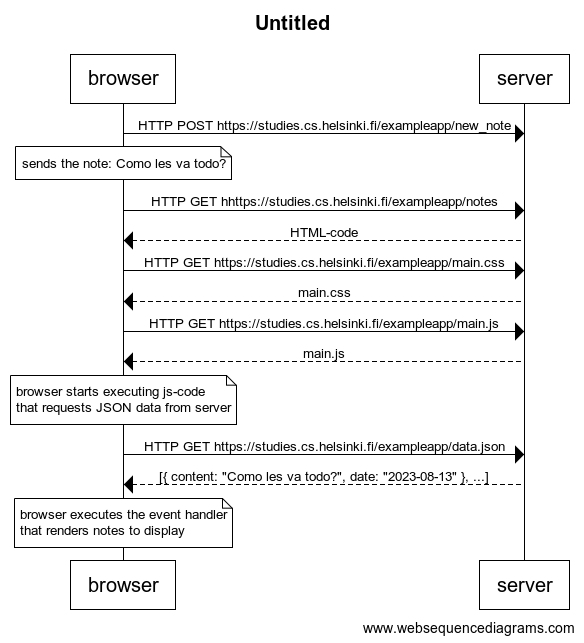 Untitled
browser
server
HTTP POST https://studies.cs.helsinki.fi/exampleapp/new_note
sends the note: Como les va todo?
HTTP GET hhttps://studies.cs.helsinki.fi/exampleapp/notes
HTML-code
HTTP GET https://studies.cs.helsinki.fi/exampleapp/main.css
main.css
HTTP GET https://studies.cs.helsinki.fi/exampleapp/main.js
main.js
browser starts executing js-code
that requests JSON data from server
HTTP GET https://studies.cs.helsinki.fi/exampleapp/data.json
[{ content: "Como les va todo?", date: "2023-08-13" }, ...]
browser executes the event handler
that renders notes to display
browser
server
www.websequencediagrams.com